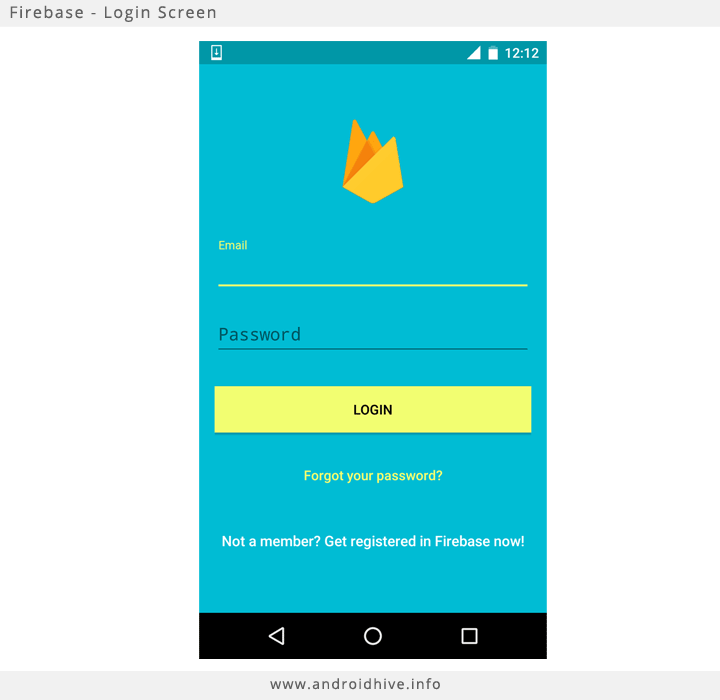 Firebase - Login Screen
12:12
Email
Password
LOGIN
Forgot your password?
Not a member? Get registered in Firebase now!
www.androidhive.info